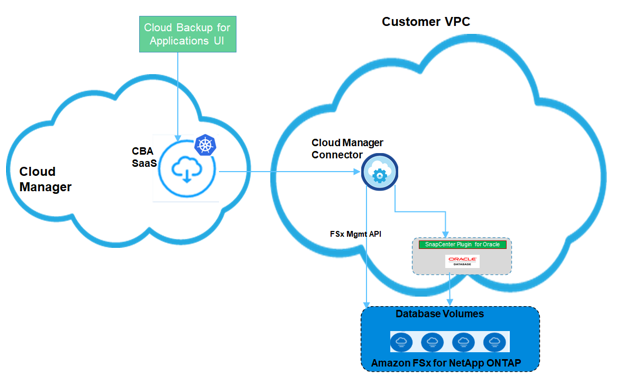 Customer VPC
Cloud Backup for
Applications UI
CBA
SaaS
Cloud Manager
Connector
Cloud
Manager
FSx Mgmt API
SnapCenter Plugin for Oracle
ORACLE
DATABASE
Database Volumes
Amazon FSx for NetApp ONTAP